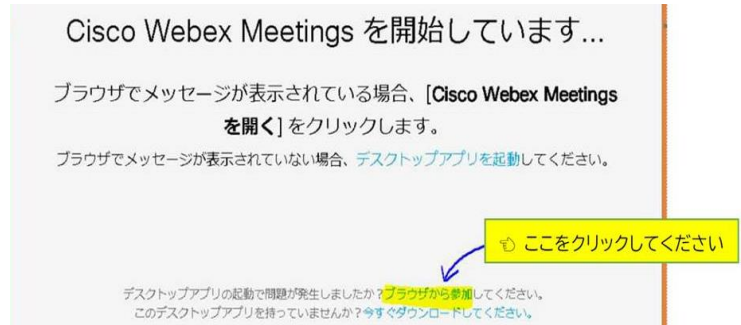 Cisco Webex Meetings を開始しています...
ブラウザでメッセージが表示されている場合、[Cisco Webex Meetings
を開く] をクリックします。
ブラウザでメッセージが表示されていない場合、デスクトップアプリを起動してください。
☜ ここをクリックしてください
デスクトップアプリの起動で問題が発生しましたか？ブラウザから参加してください。
このデスクトップアプリを持っていませんか？今すぐダウンロードしてください。